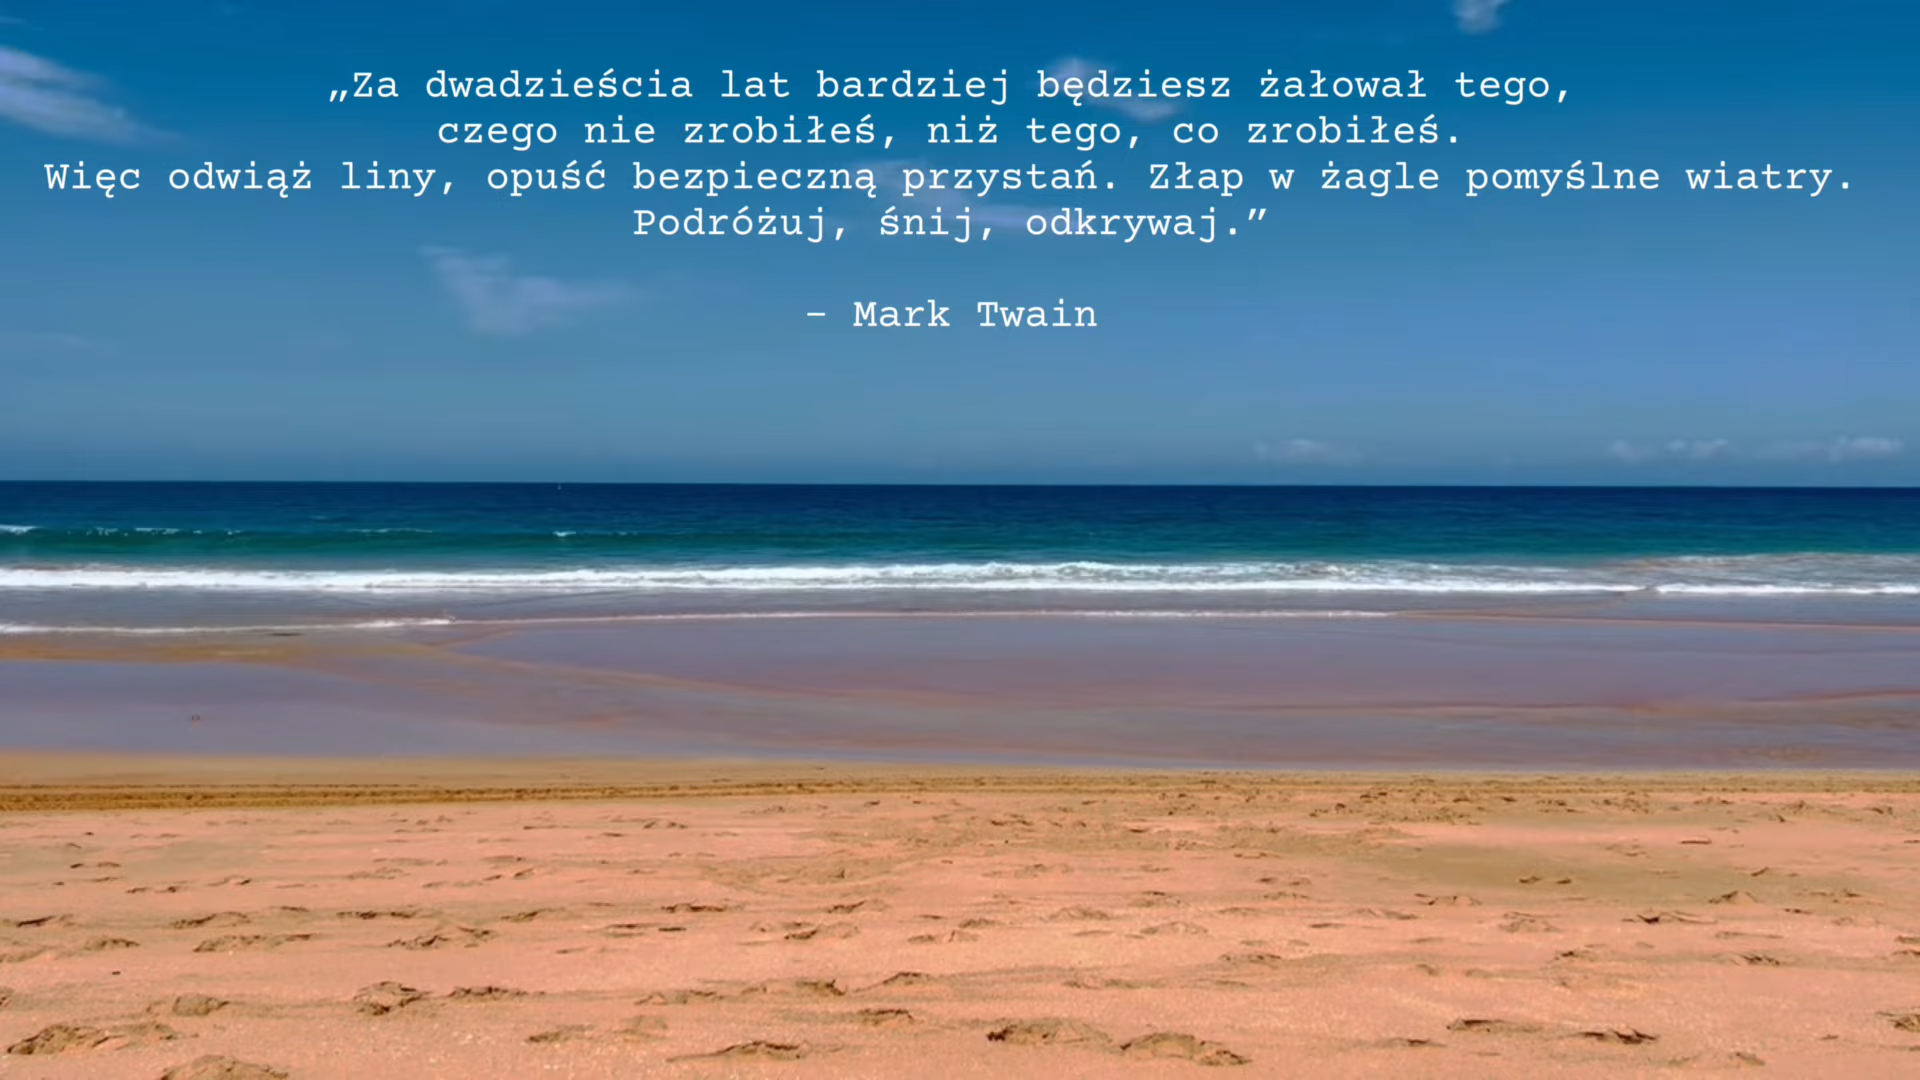 „Za dwadzieścia lat bardziej będziesz żałował tego,
czego nie zrobiłeś, niż tego, co zrobiłeś.
Więc odwiąż liny, opuść bezpieczną przystań. Złap w żagle pomyślne wiatry.
Podróżuj, śnij, odkrywaj.”
- Mark Twain